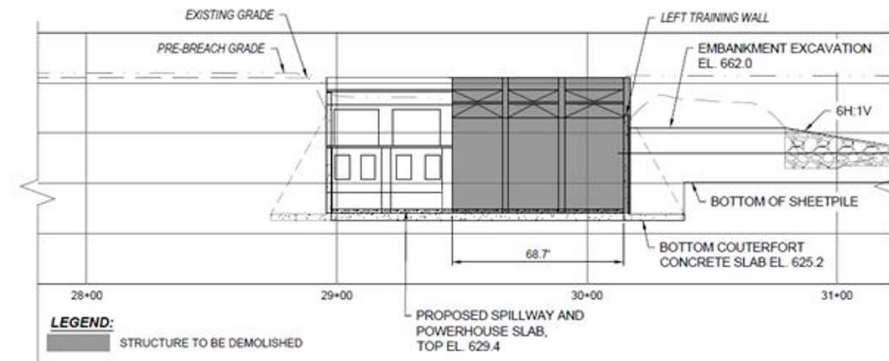 EXISTING GRADE
LEFT TRAINING WALL
PRE-BREACH GRADE
EMBANKMENT EXCAVATION
EL. 662.0
6H:1V
BOTTOM OF SHEETPILE
68.7'
BOTTOM COUTERFORT
CONCRETE SLAB EL. 625.2
28+00
29+00
30+00
31+00
LEGEND:
STRUCTURE TO BE DEMOLISHED
PROPOSED SPILLWAY AND
POWERHOUSE SLAB,
TOP EL. 629.4